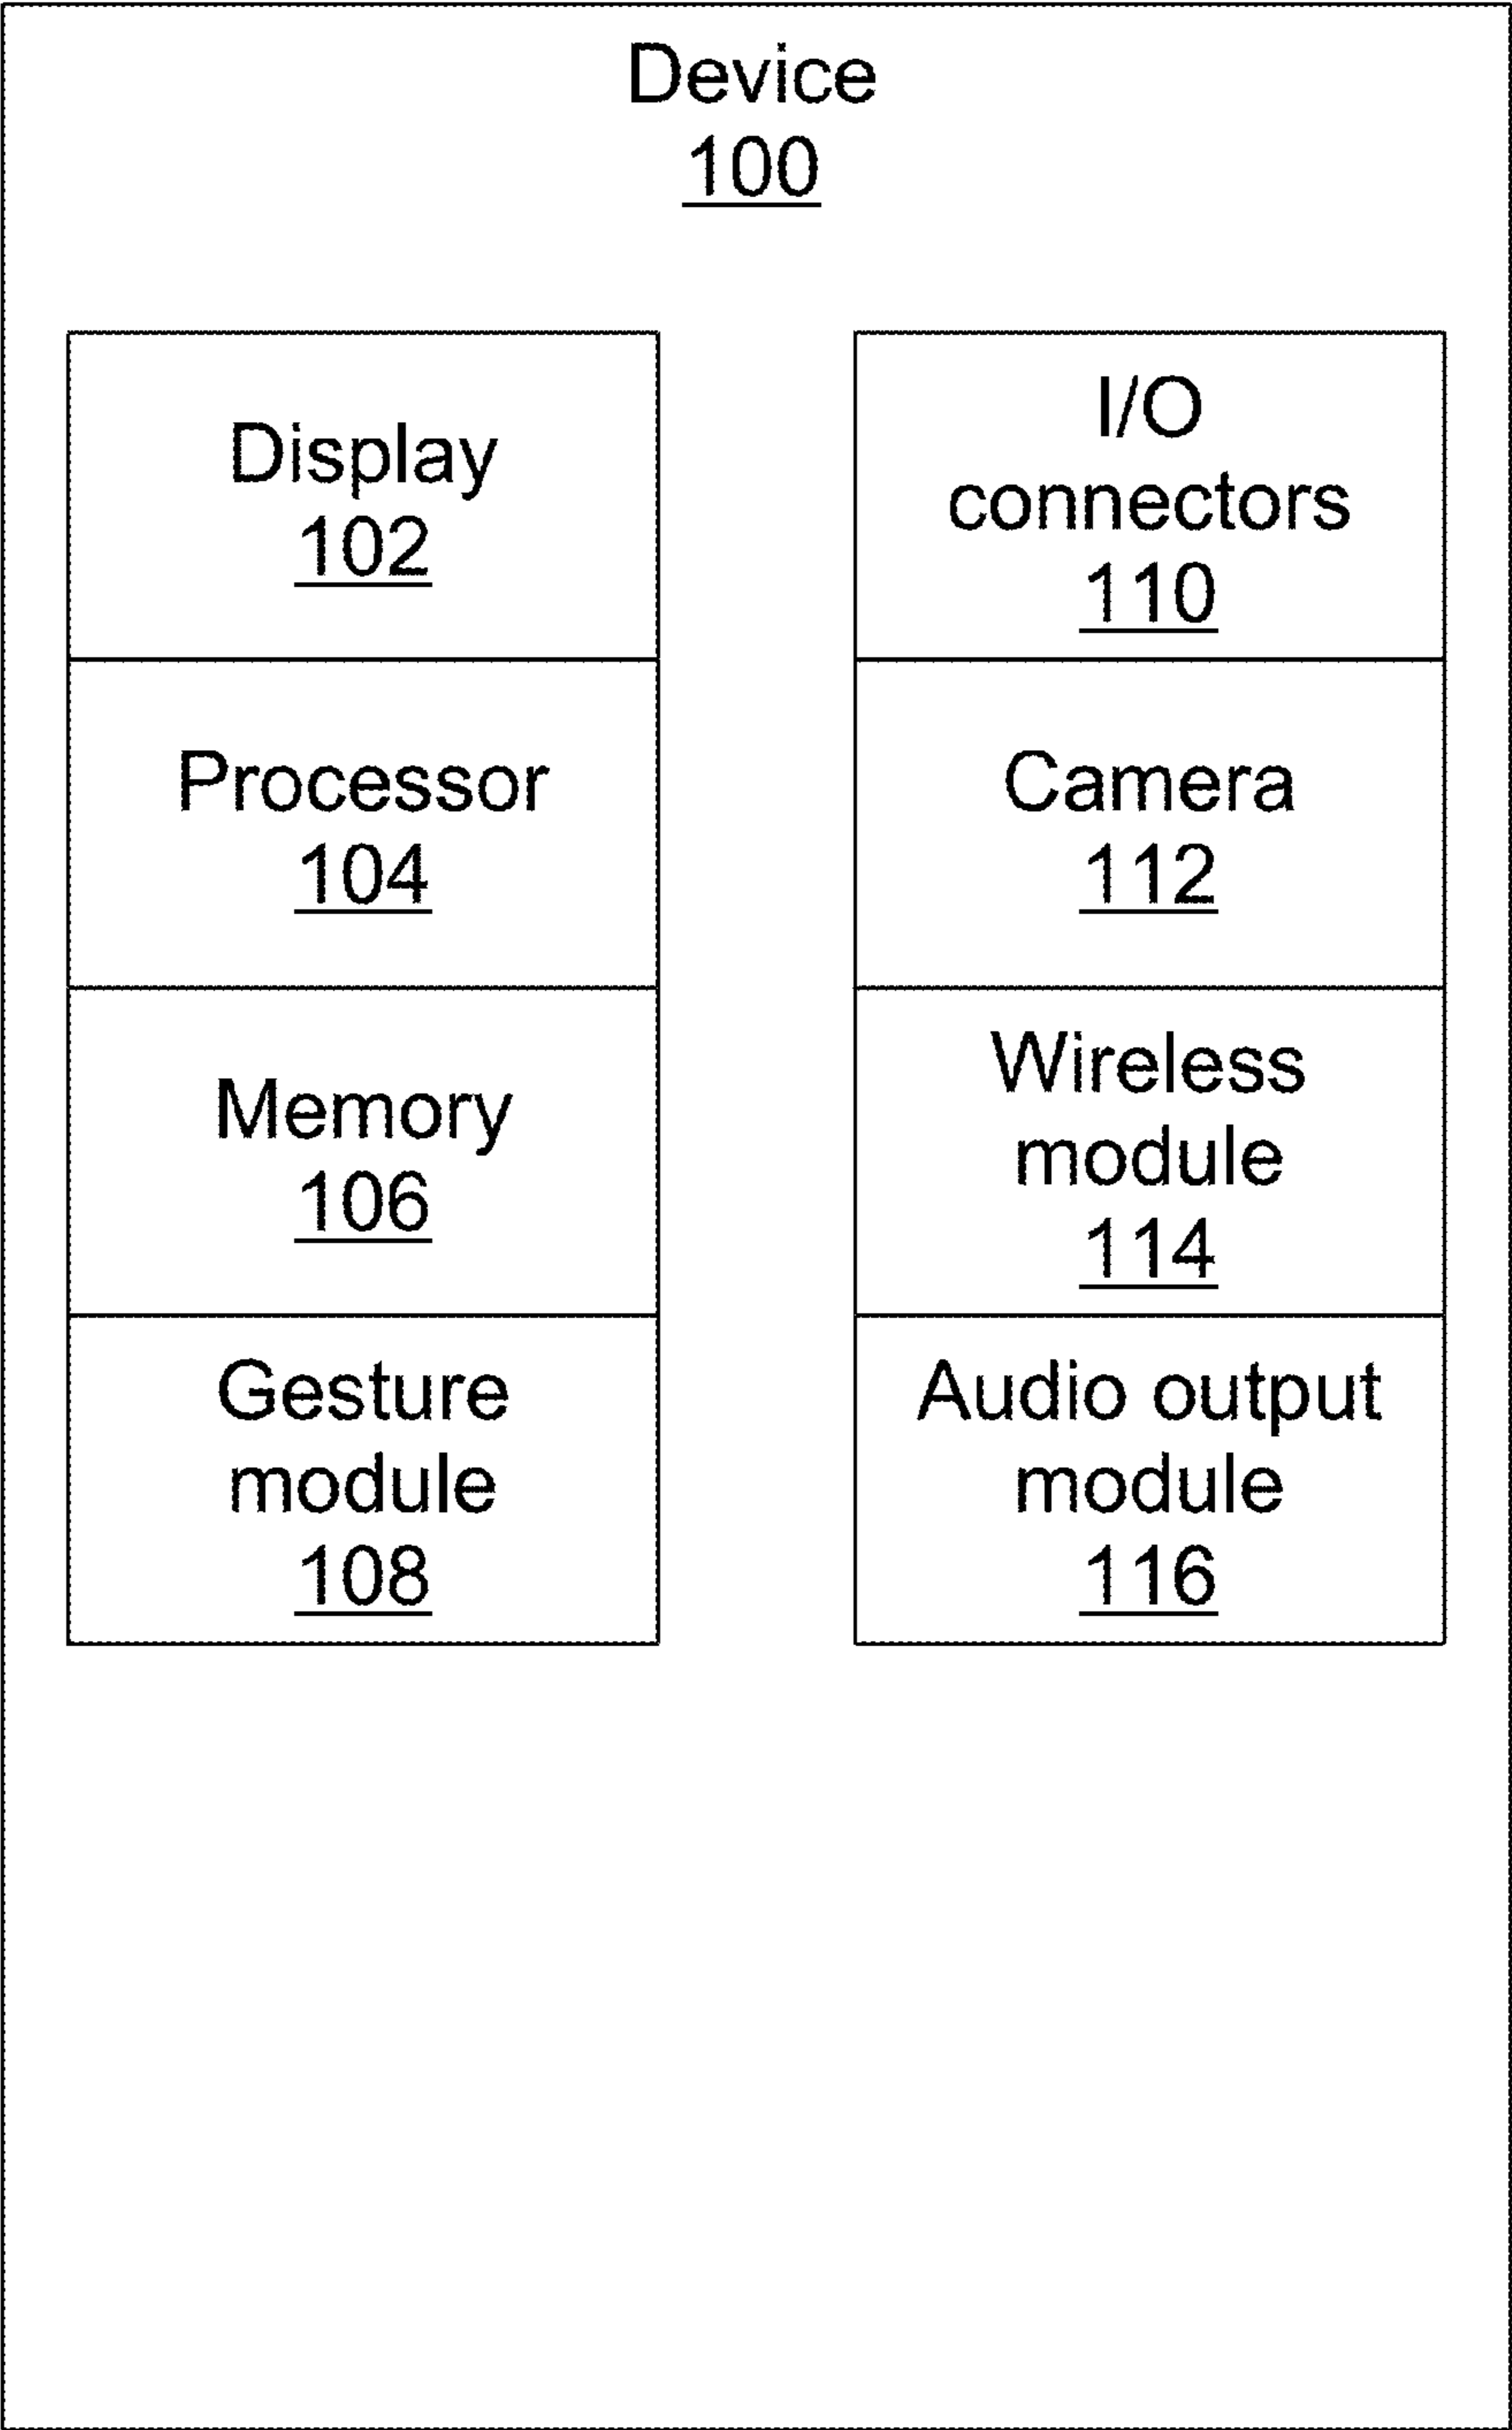 Device
100
Display
102
Processor
104
Memory
106
Gesture
module
108
I/O
connectors
110
Camera
112
Wireless
module
114
Audio output
module
116